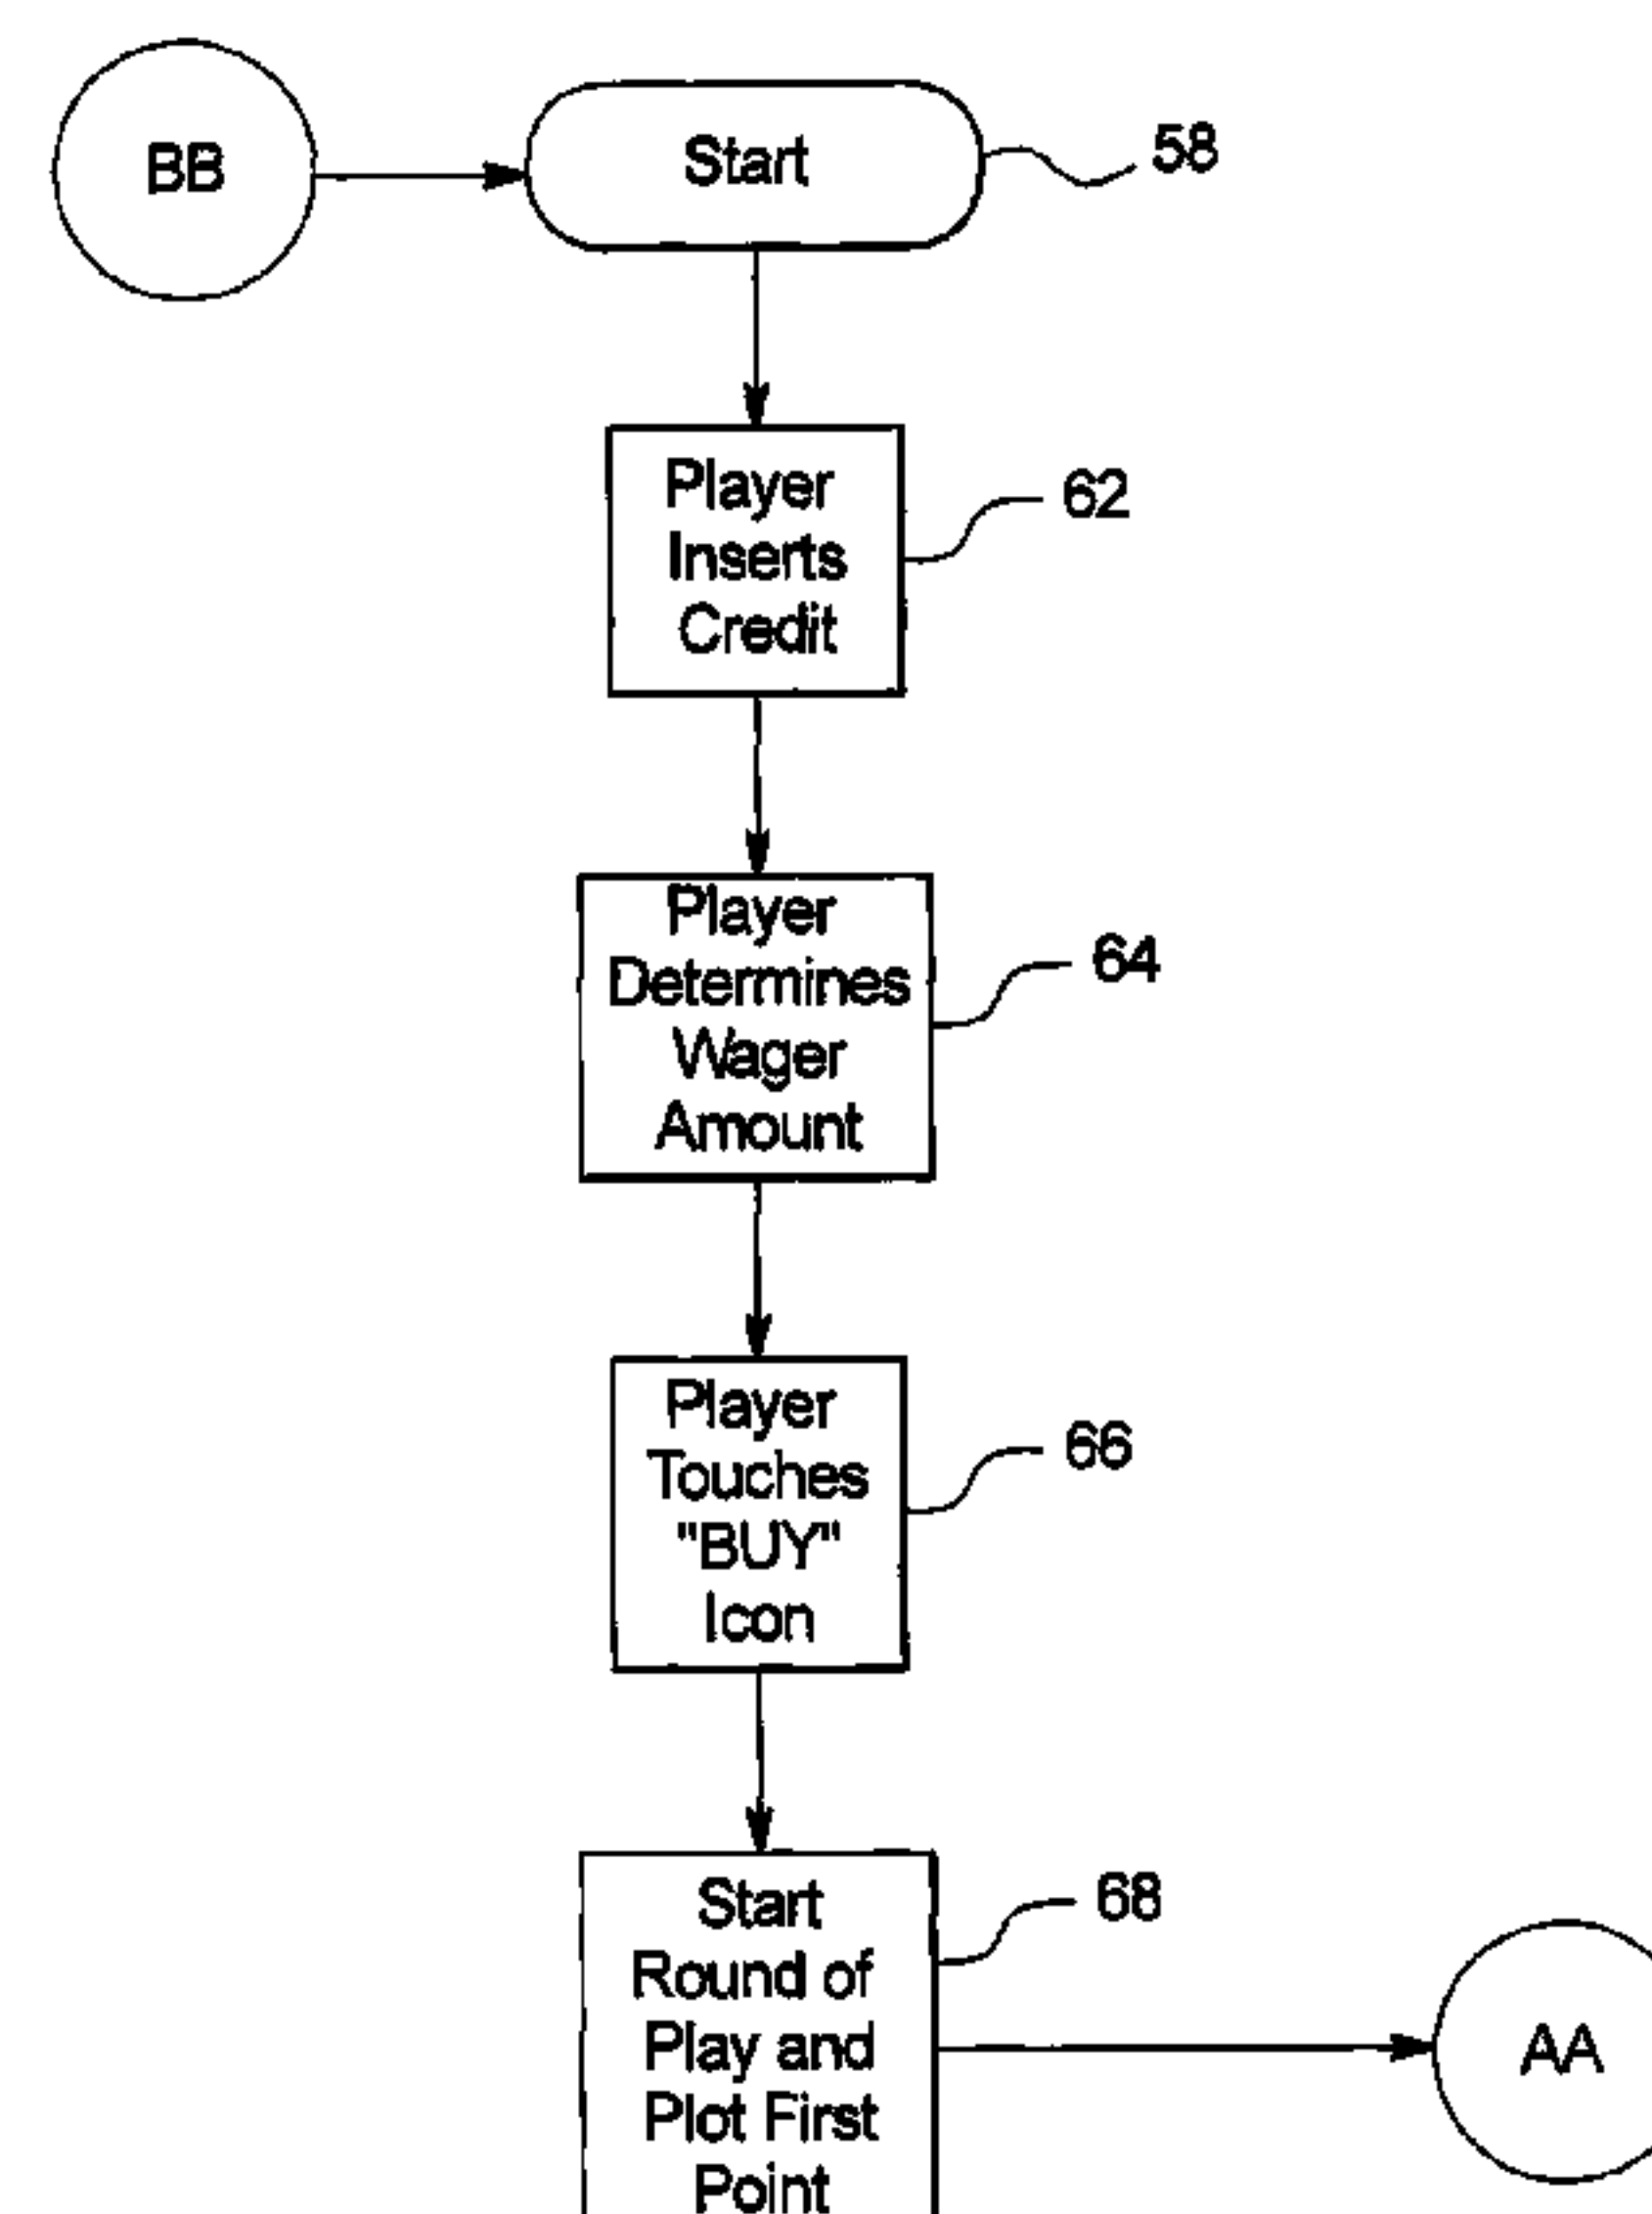 BB
Start
58
Player
Inserts
Credit
62
Player
Determines
Wager
Amount
64
Player
Touches
"BUY"
Icon
66
Start
Round of
Play and
Plot First
Point
68
AA